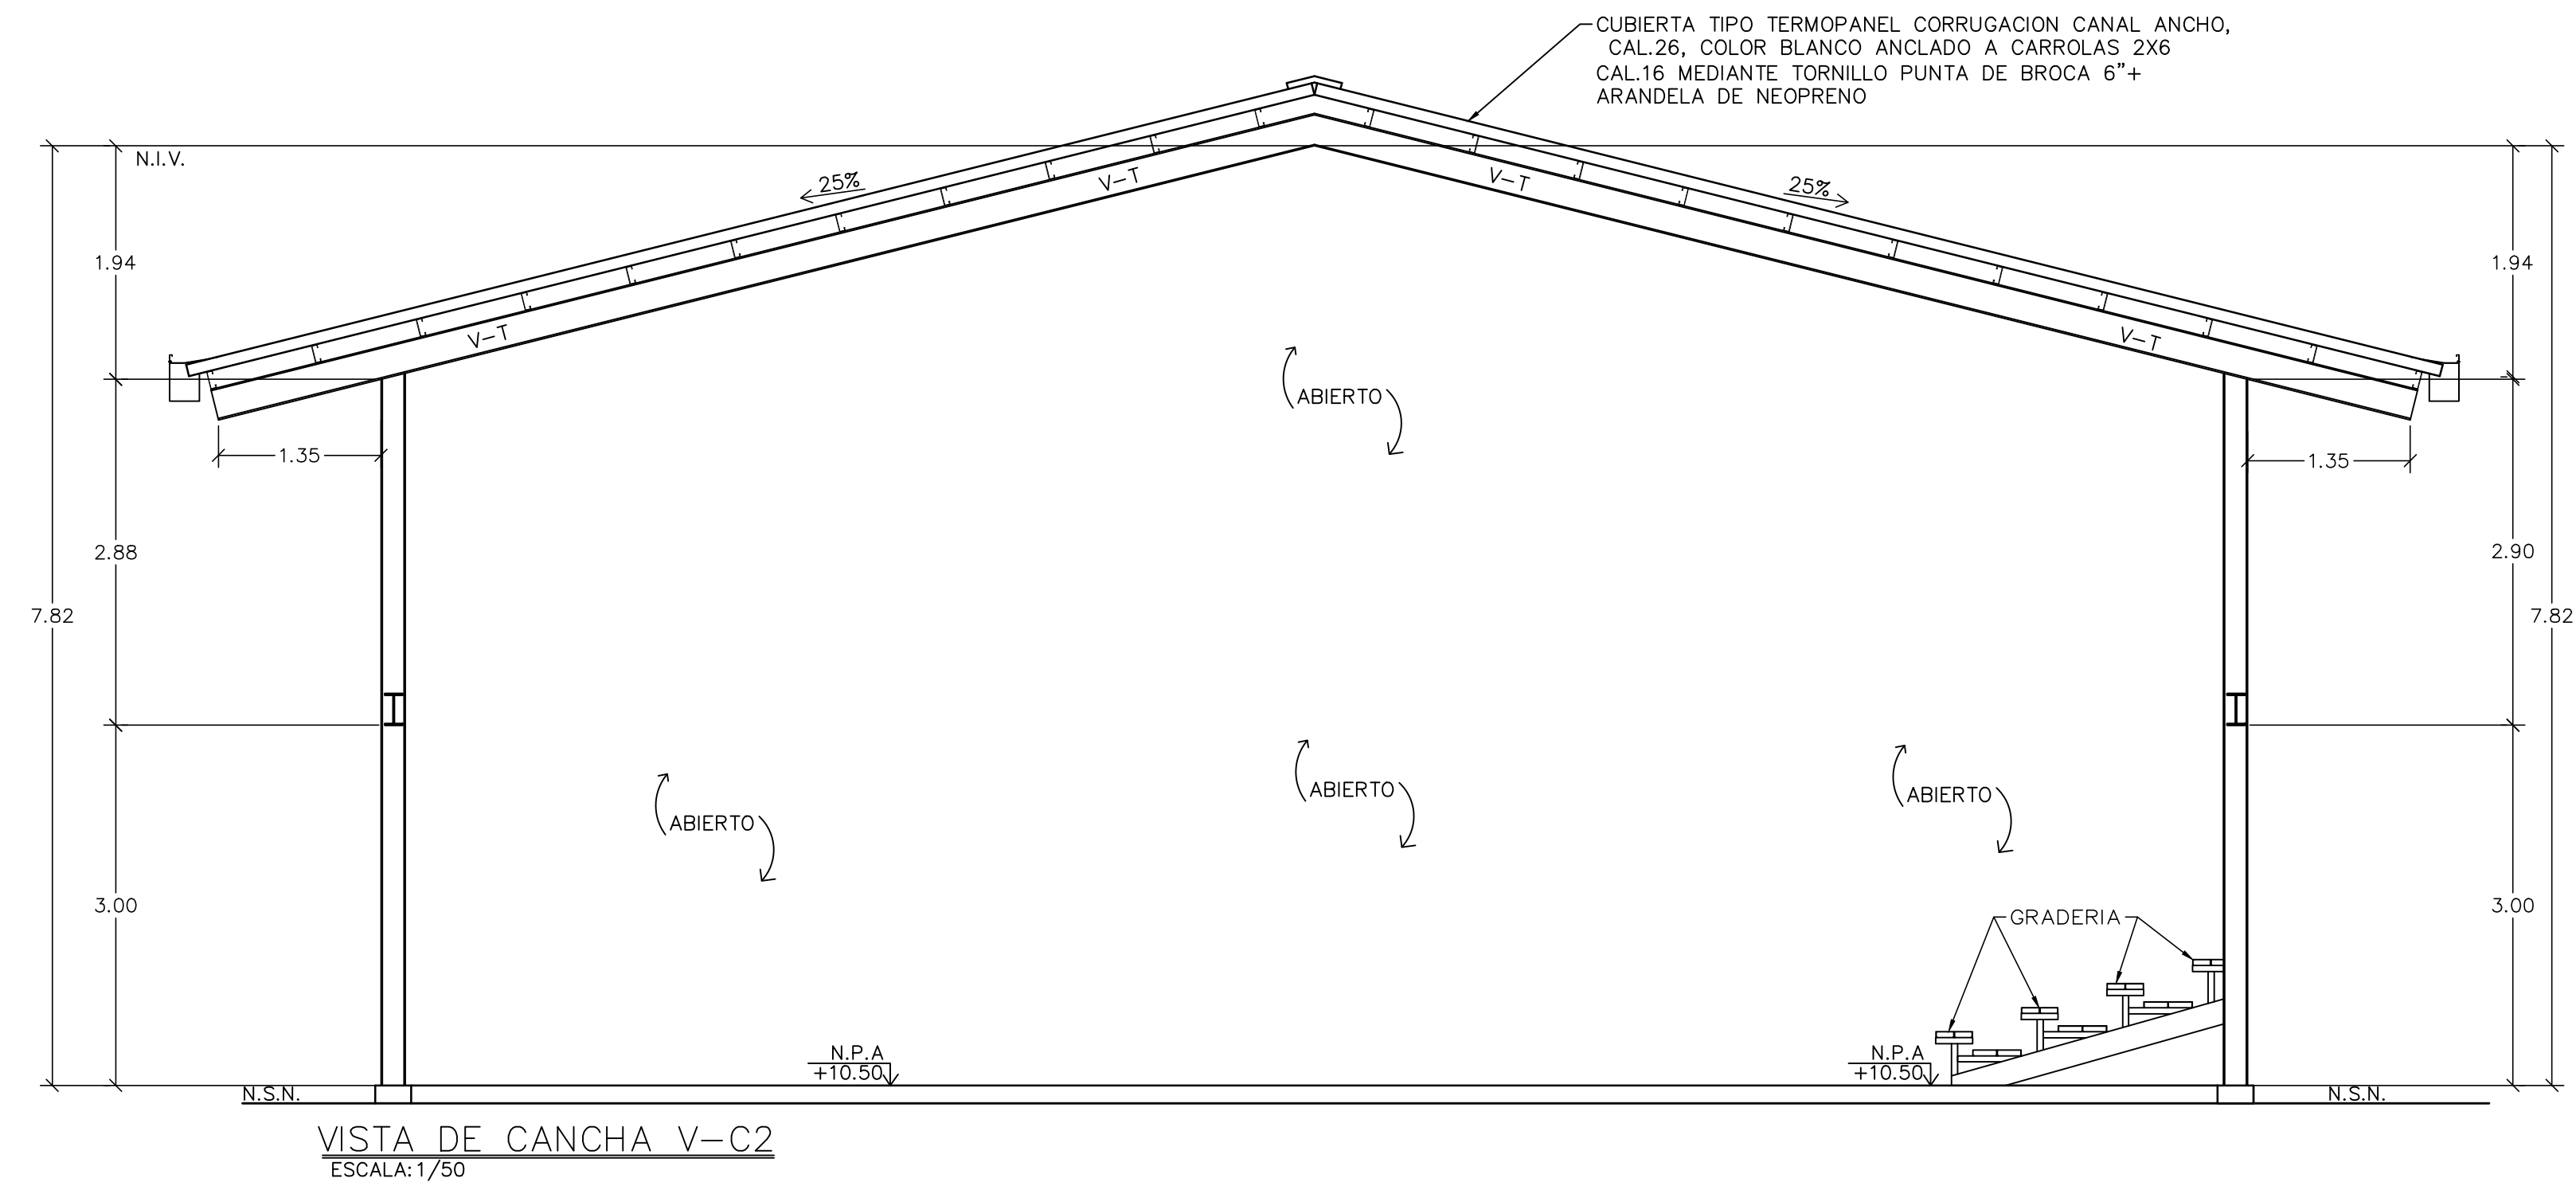 CUBIERTA TIPO TERMOPANEL CORRUGACION CANAL ANCHO,
CAL.26, COLOR BLANCO ANCLADO A CARROLAS 2X6
CAL.16 MEDIANTE TORNILLO PUNTA DE BROCA 6"+
ARANDELA DE NEOPRENO
N.I.V.
25%
V-T
V-T
25%
1.94
1.94
V-T
V-T
ABIERTO
1.35
1.35
2.88
2.90
7.82
7.82
ABIERTO
ABIERTO
ABIERTO
3.00
3.00
GRADERIA
N.P.A
+10.50
N.P.A
+10.50
N.S.N.
N.S.N.
VISTA DE CANCHA V-C2
ESCALA:1/50